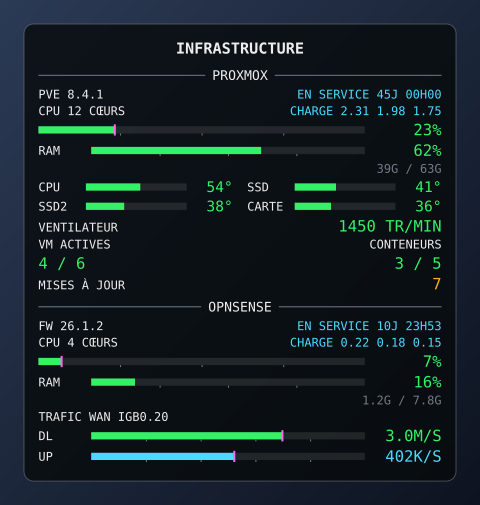 INFRASTRUCTURE
PROXMOX
PVE 8.4.1 EN SERVICE 45J 00H00
CPU 12 CŒURS CHARGE 2.31 1.98 1.75
23%
RAM 62%
39G / 63G
CPU 54° SSD 41°
SSD2 38° CARTE 36°
VENTILATEUR 1450 TR/MIN
VM ACTIVES CONTENEURS
4 / 6 3 / 5
MISES À JOUR 7
OPNSENSE
FW 26.1.2 EN SERVICE 10J 23H53
CPU 4 CŒURS CHARGE 0.22 0.18 0.15
7%
RAM 16%
1.2G / 7.8G
TRAFIC WAN IGB0.20
DL 3.0M/S
UP 402K/S